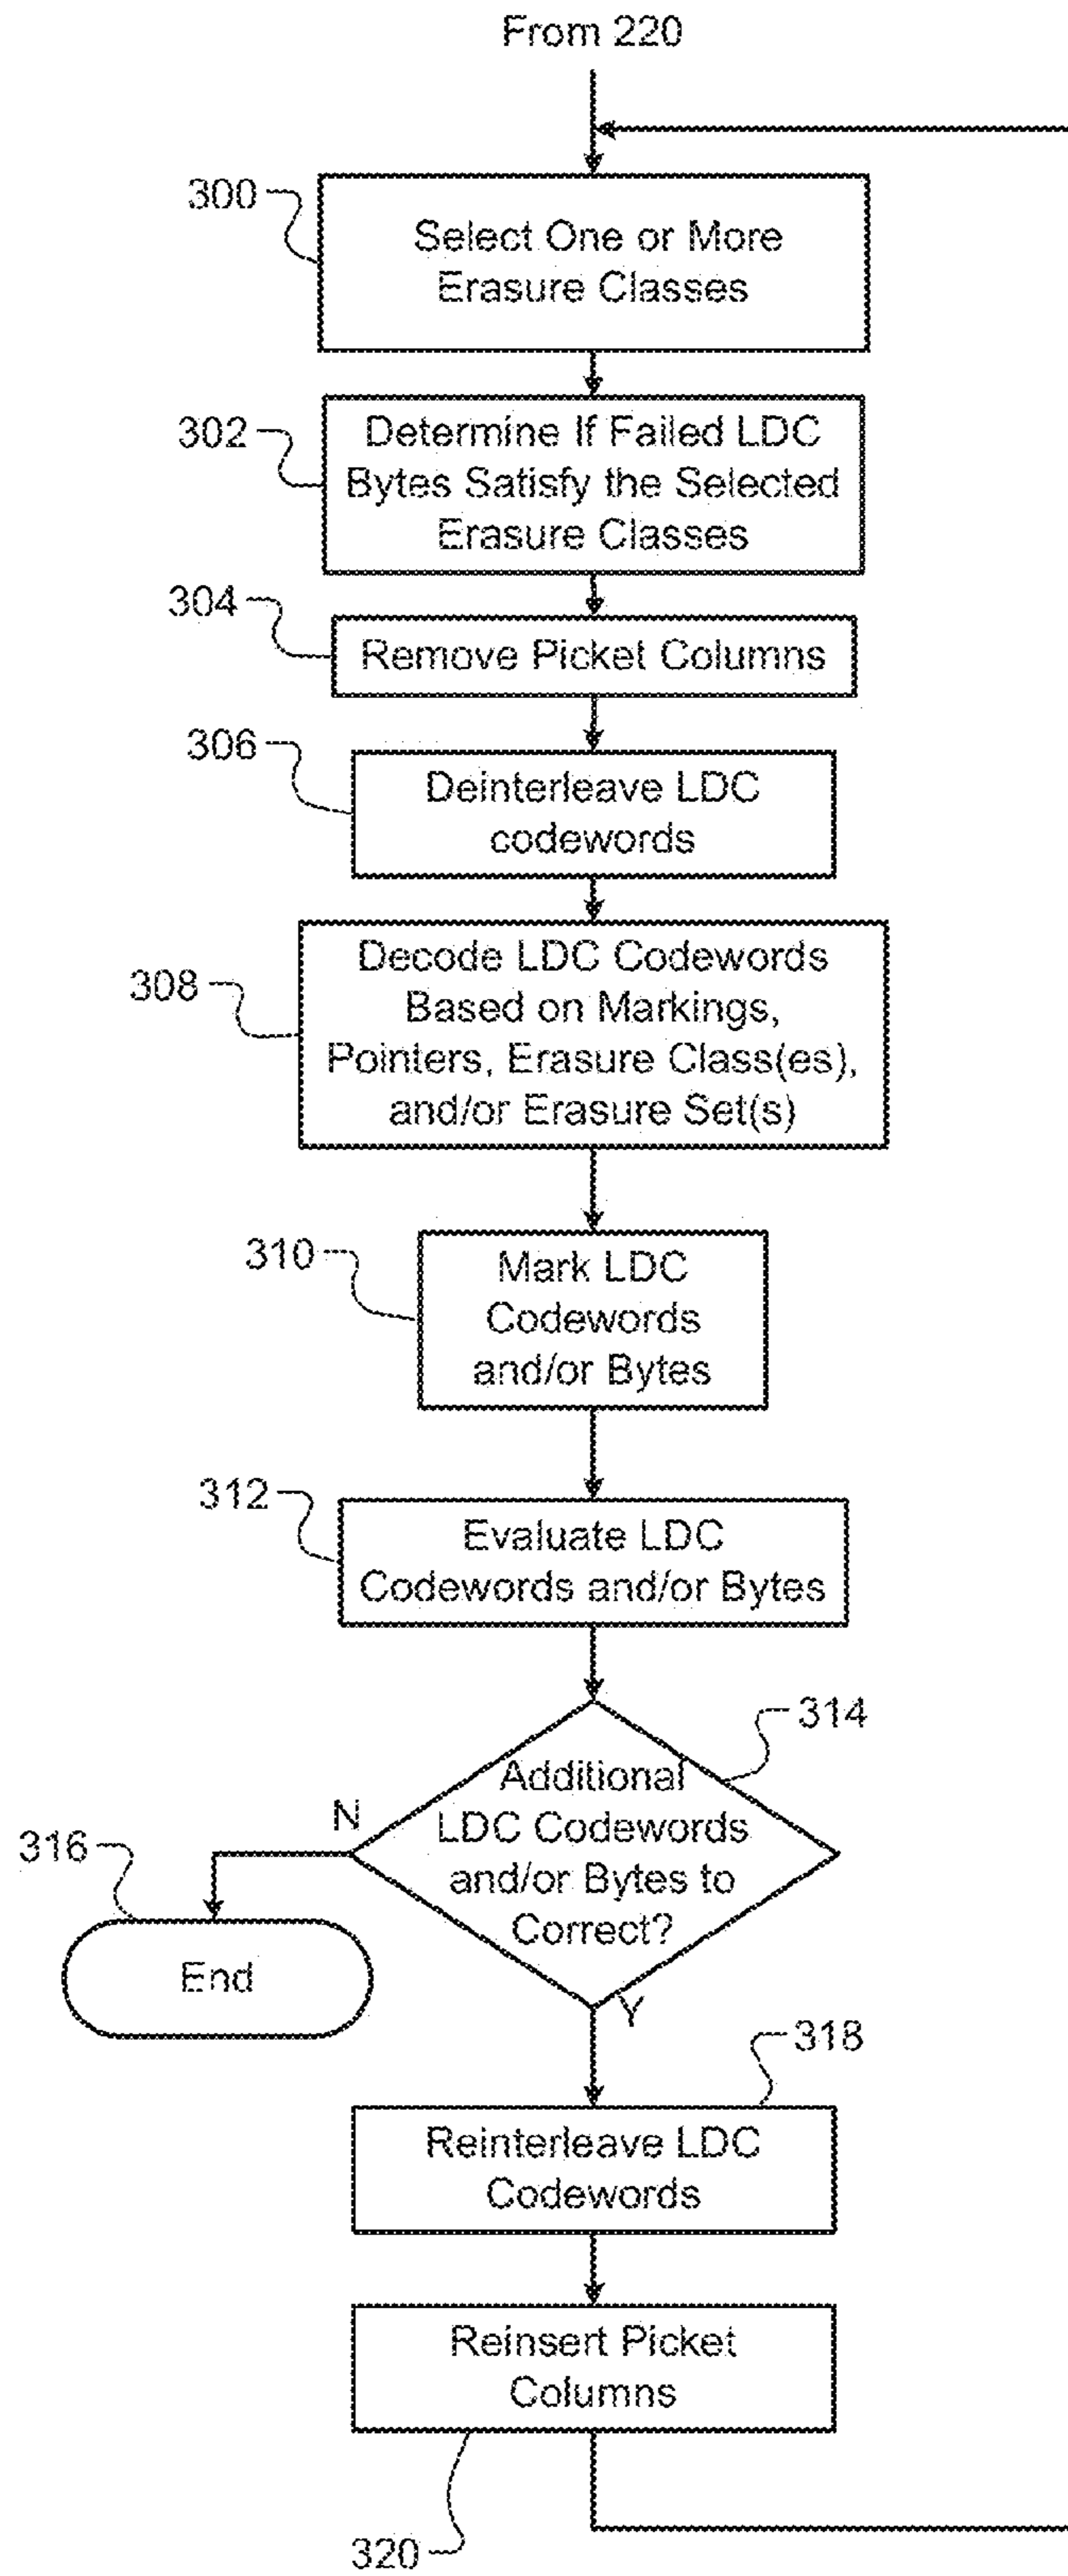 From 220
300
Select One or More
Erasure Classes
302
Determine If Failed LDC
Bytes Satisfy the Selected
Erasure Classes
304
Remove Picket Columns
306
Deinterleave LDC
codewords
308
Decode LDC Codewords
Based on Markings,
Pointers, Erasure Class(es),
and/or Erasure Set(s)
310
Mark LDC
Codewords
and/or Bytes
312
Evaluate LDC
Codewords and/or Bytes
314
Additional
LDC Codewords
and/or Bytes to
Correct?
N
316
End
Y
318
Reinterleave LDC
Codewords
Reinsert Picket
Columns
320